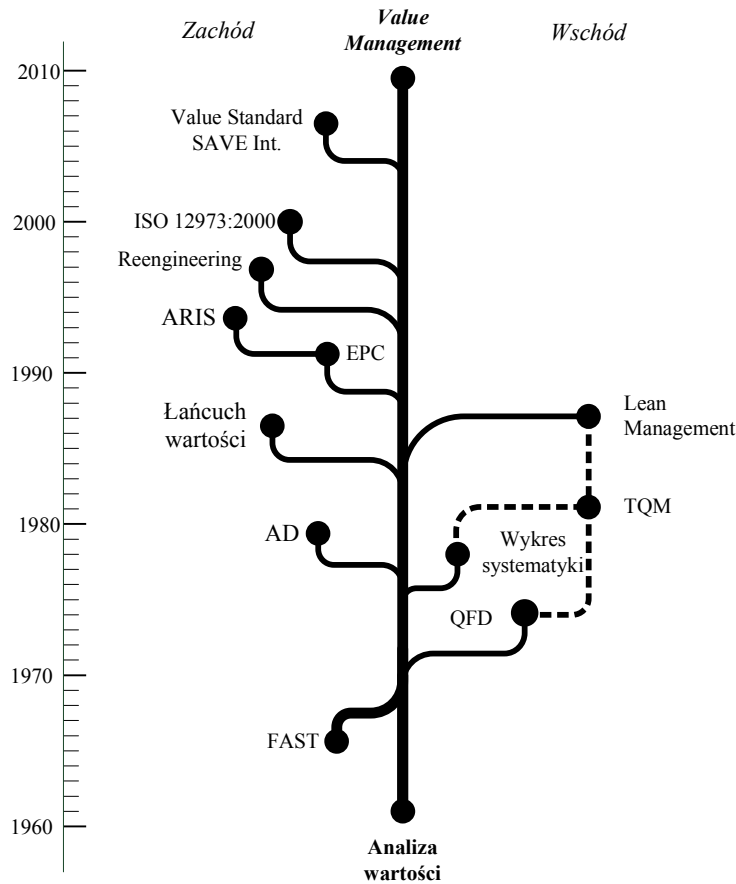 Zachód
Value
Management
Wschód
2010
Value Standard
SAVE Int.
2000
ISO 12973:2000
Reengineering
ARIS
EPC
1990
Łańcuch
wartości
Lean
Management
1980
AD
TQM
Wykres
systematyki
QFD
1970
FAST
1960
Analiza
wartości